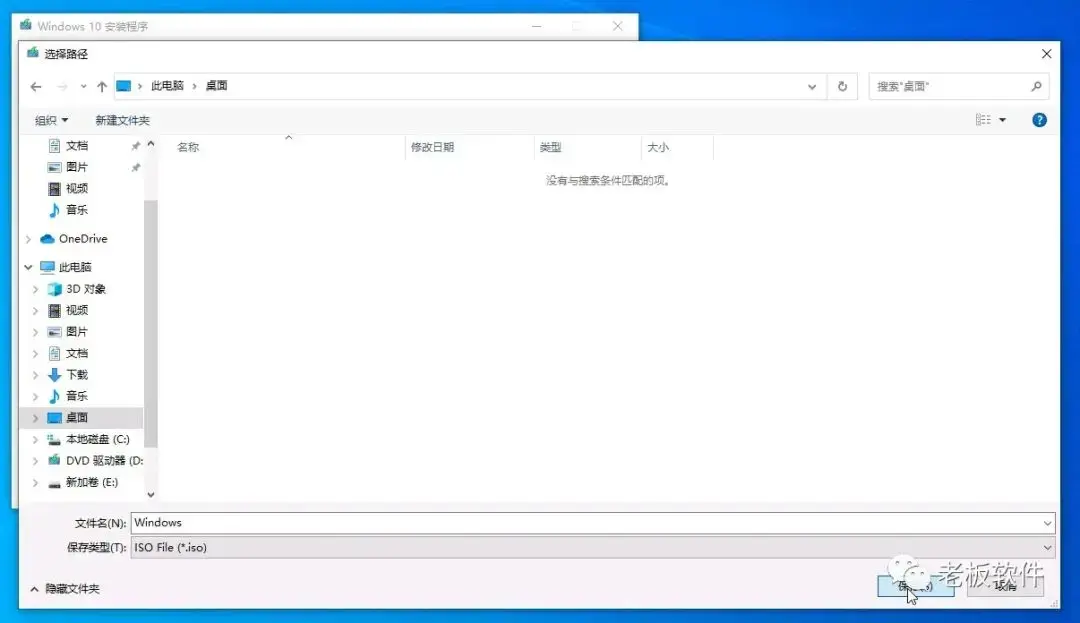 Windows 10 安装程序
选择路径
此电脑 › 桌面
搜索"桌面"
组织
新建文件夹
名称 修改日期 类型 大小
没有与搜索条件匹配的项。
文档
图片
视频
音乐
OneDrive
此电脑
3D 对象
视频
图片
文档
下载
音乐
桌面
本地磁盘 (C:)
DVD 驱动器 (D:
新加卷 (E:)
文件名(N): Windows
保存类型(T): ISO File (*.iso)
隐藏文件夹
取消
老板软件